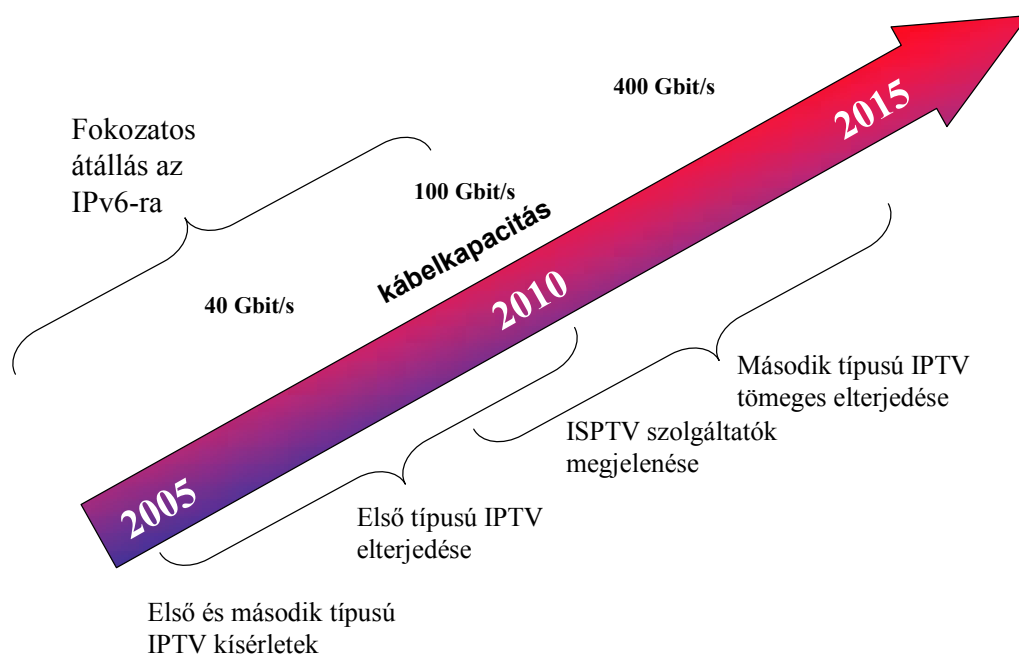 400 Gbit/s
2015
Fokozatos
átállás az
IPv6-ra
100 Gbit/s
kábelkapacitás
40 Gbit/s
2010
Második típusú IPTV
tömeges elterjedése
ISPTV szolgáltatók
megjelenése
2005
Első típusú IPTV
elterjedése
Első és második típusú
IPTV kísérletek